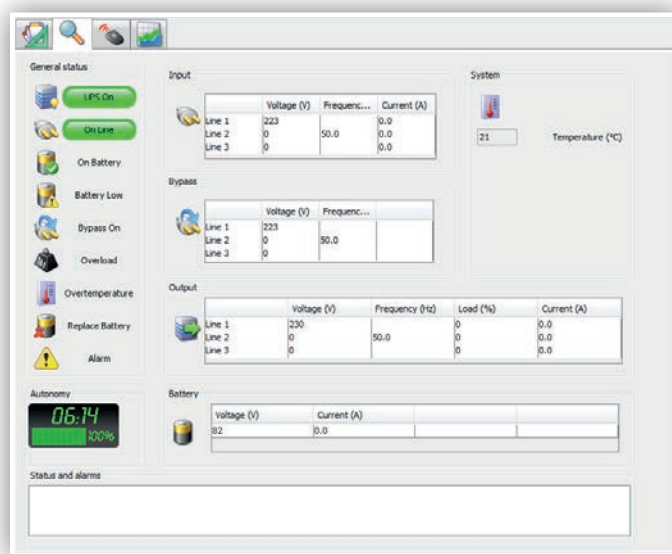 General status
UPS On
On Line
On Battery
Battery Low
Bypass On
Overload
Overtemperature
Replace Battery
Alarm
Autonomy
06:14
100%
Input
Voltage (V) Frequenc... Current (A)
Line 1 223 0.0
Line 2 0 50.0 0.0
Line 3 0 0.0
Bypass
Voltage (V) Frequenc...
Line 1 223
Line 2 0 50.0
Line 3 0
Output
Voltage (V) Frequency (Hz) Load (%) Current (A)
Line 1 230 0 0.0
Line 2 0 50.0 0 0.0
Line 3 0 0 0.0
Battery
Voltage (V) Current (A)
82 0.0
System
21 Temperature (°C)
Status and alarms